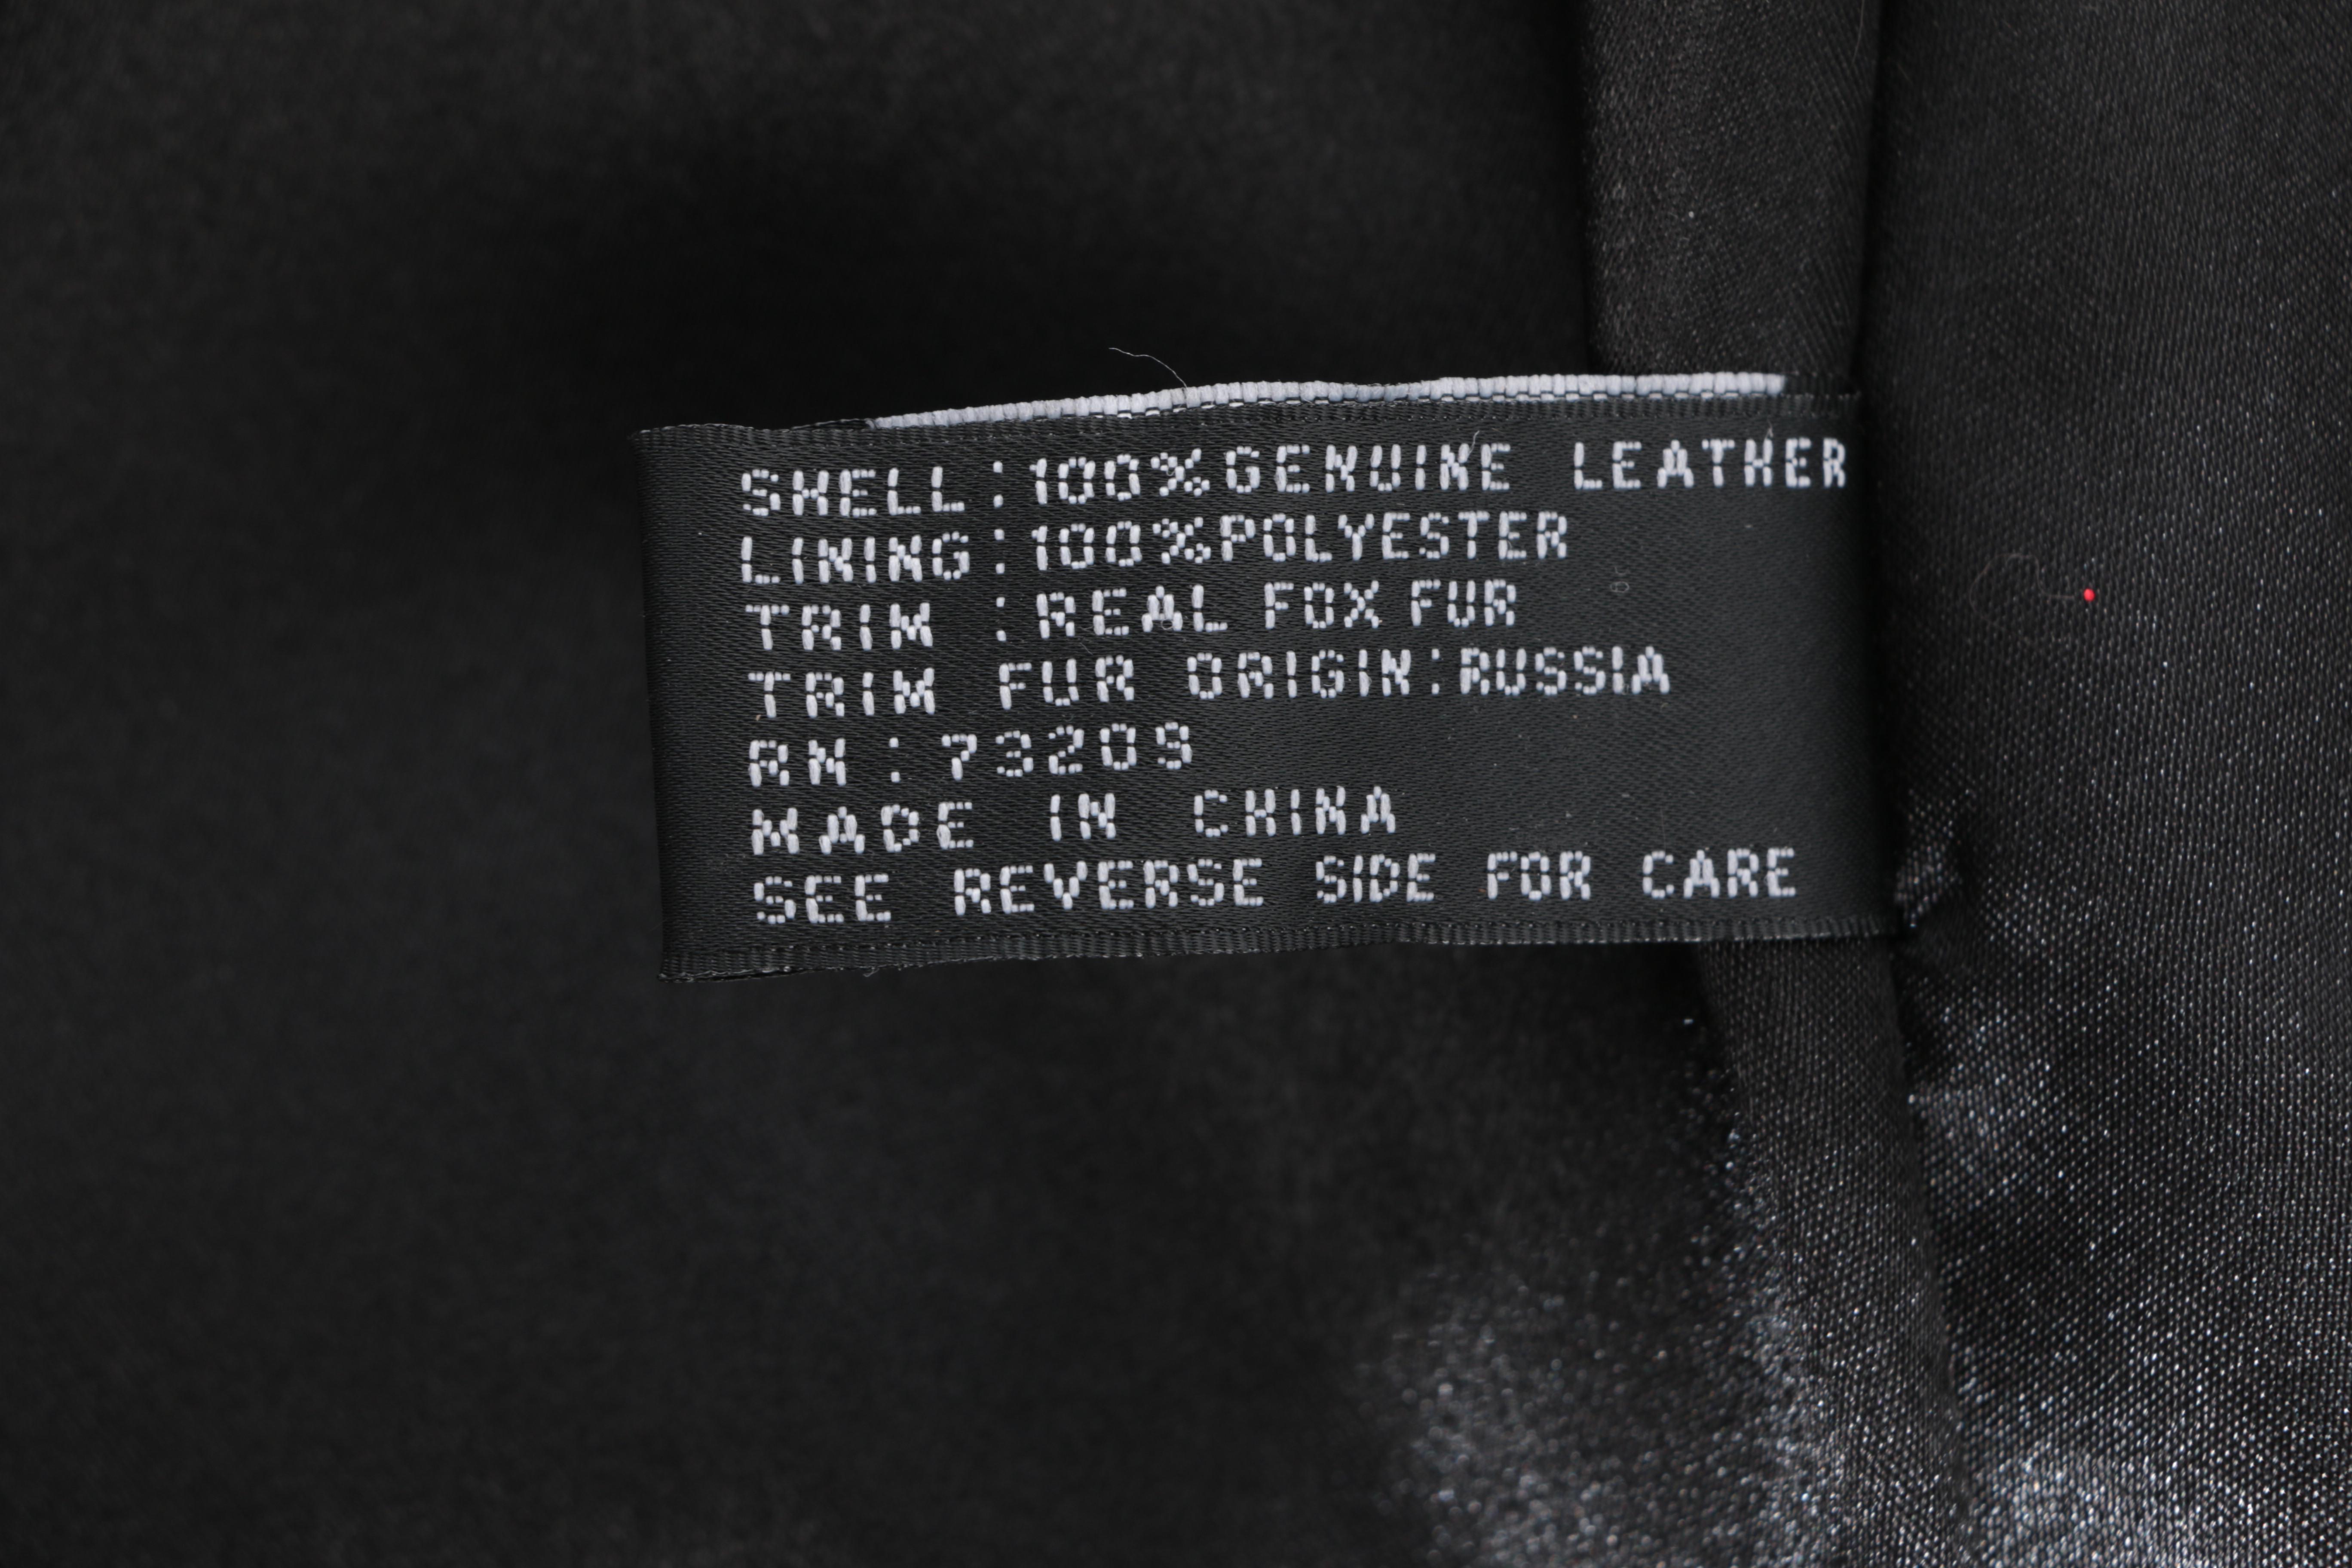 SHELL:100%GENUINE LEATHER
LINING:100%POLYESTER
TRIM :REAL FOX FUR
TRIM FUR ORIGIN:RUSSIA
RN:73209
MADE IN CHINA
SEE REVERSE SIDE FOR CARE